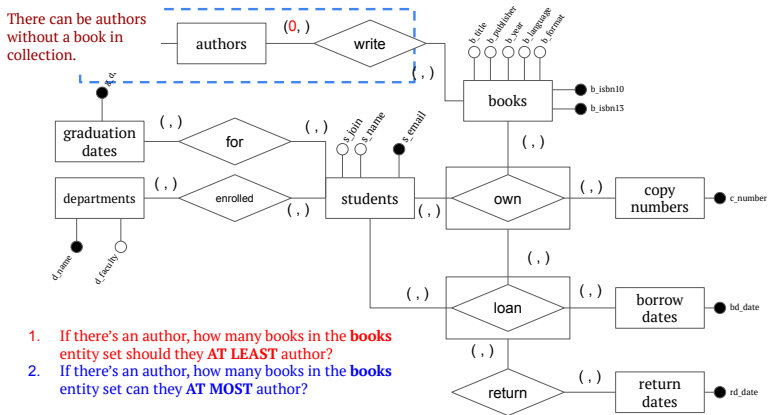 There can be authors
without a book in
collection.
authors
(0, )
write
( , )
b_title
b_publisher
b_year
b_language
b_format
books
b_isbn10
b_isbn13
graduation
dates
( , )
for
( , )
s_join
s_name
s_email
departments
( , )
enrolled
( , )
students
( , )
( , )
own
( , )
copy
numbers
c_number
d_name
d_faculty
( , )
( , )
loan
( , )
borrow
dates
bd_date
( , )
return
( , )
return
dates
rd_date
1. If there's an author, how many books in the books
entity set should they AT LEAST author?
2. If there's an author, how many books in the books
entity set can they AT MOST author?